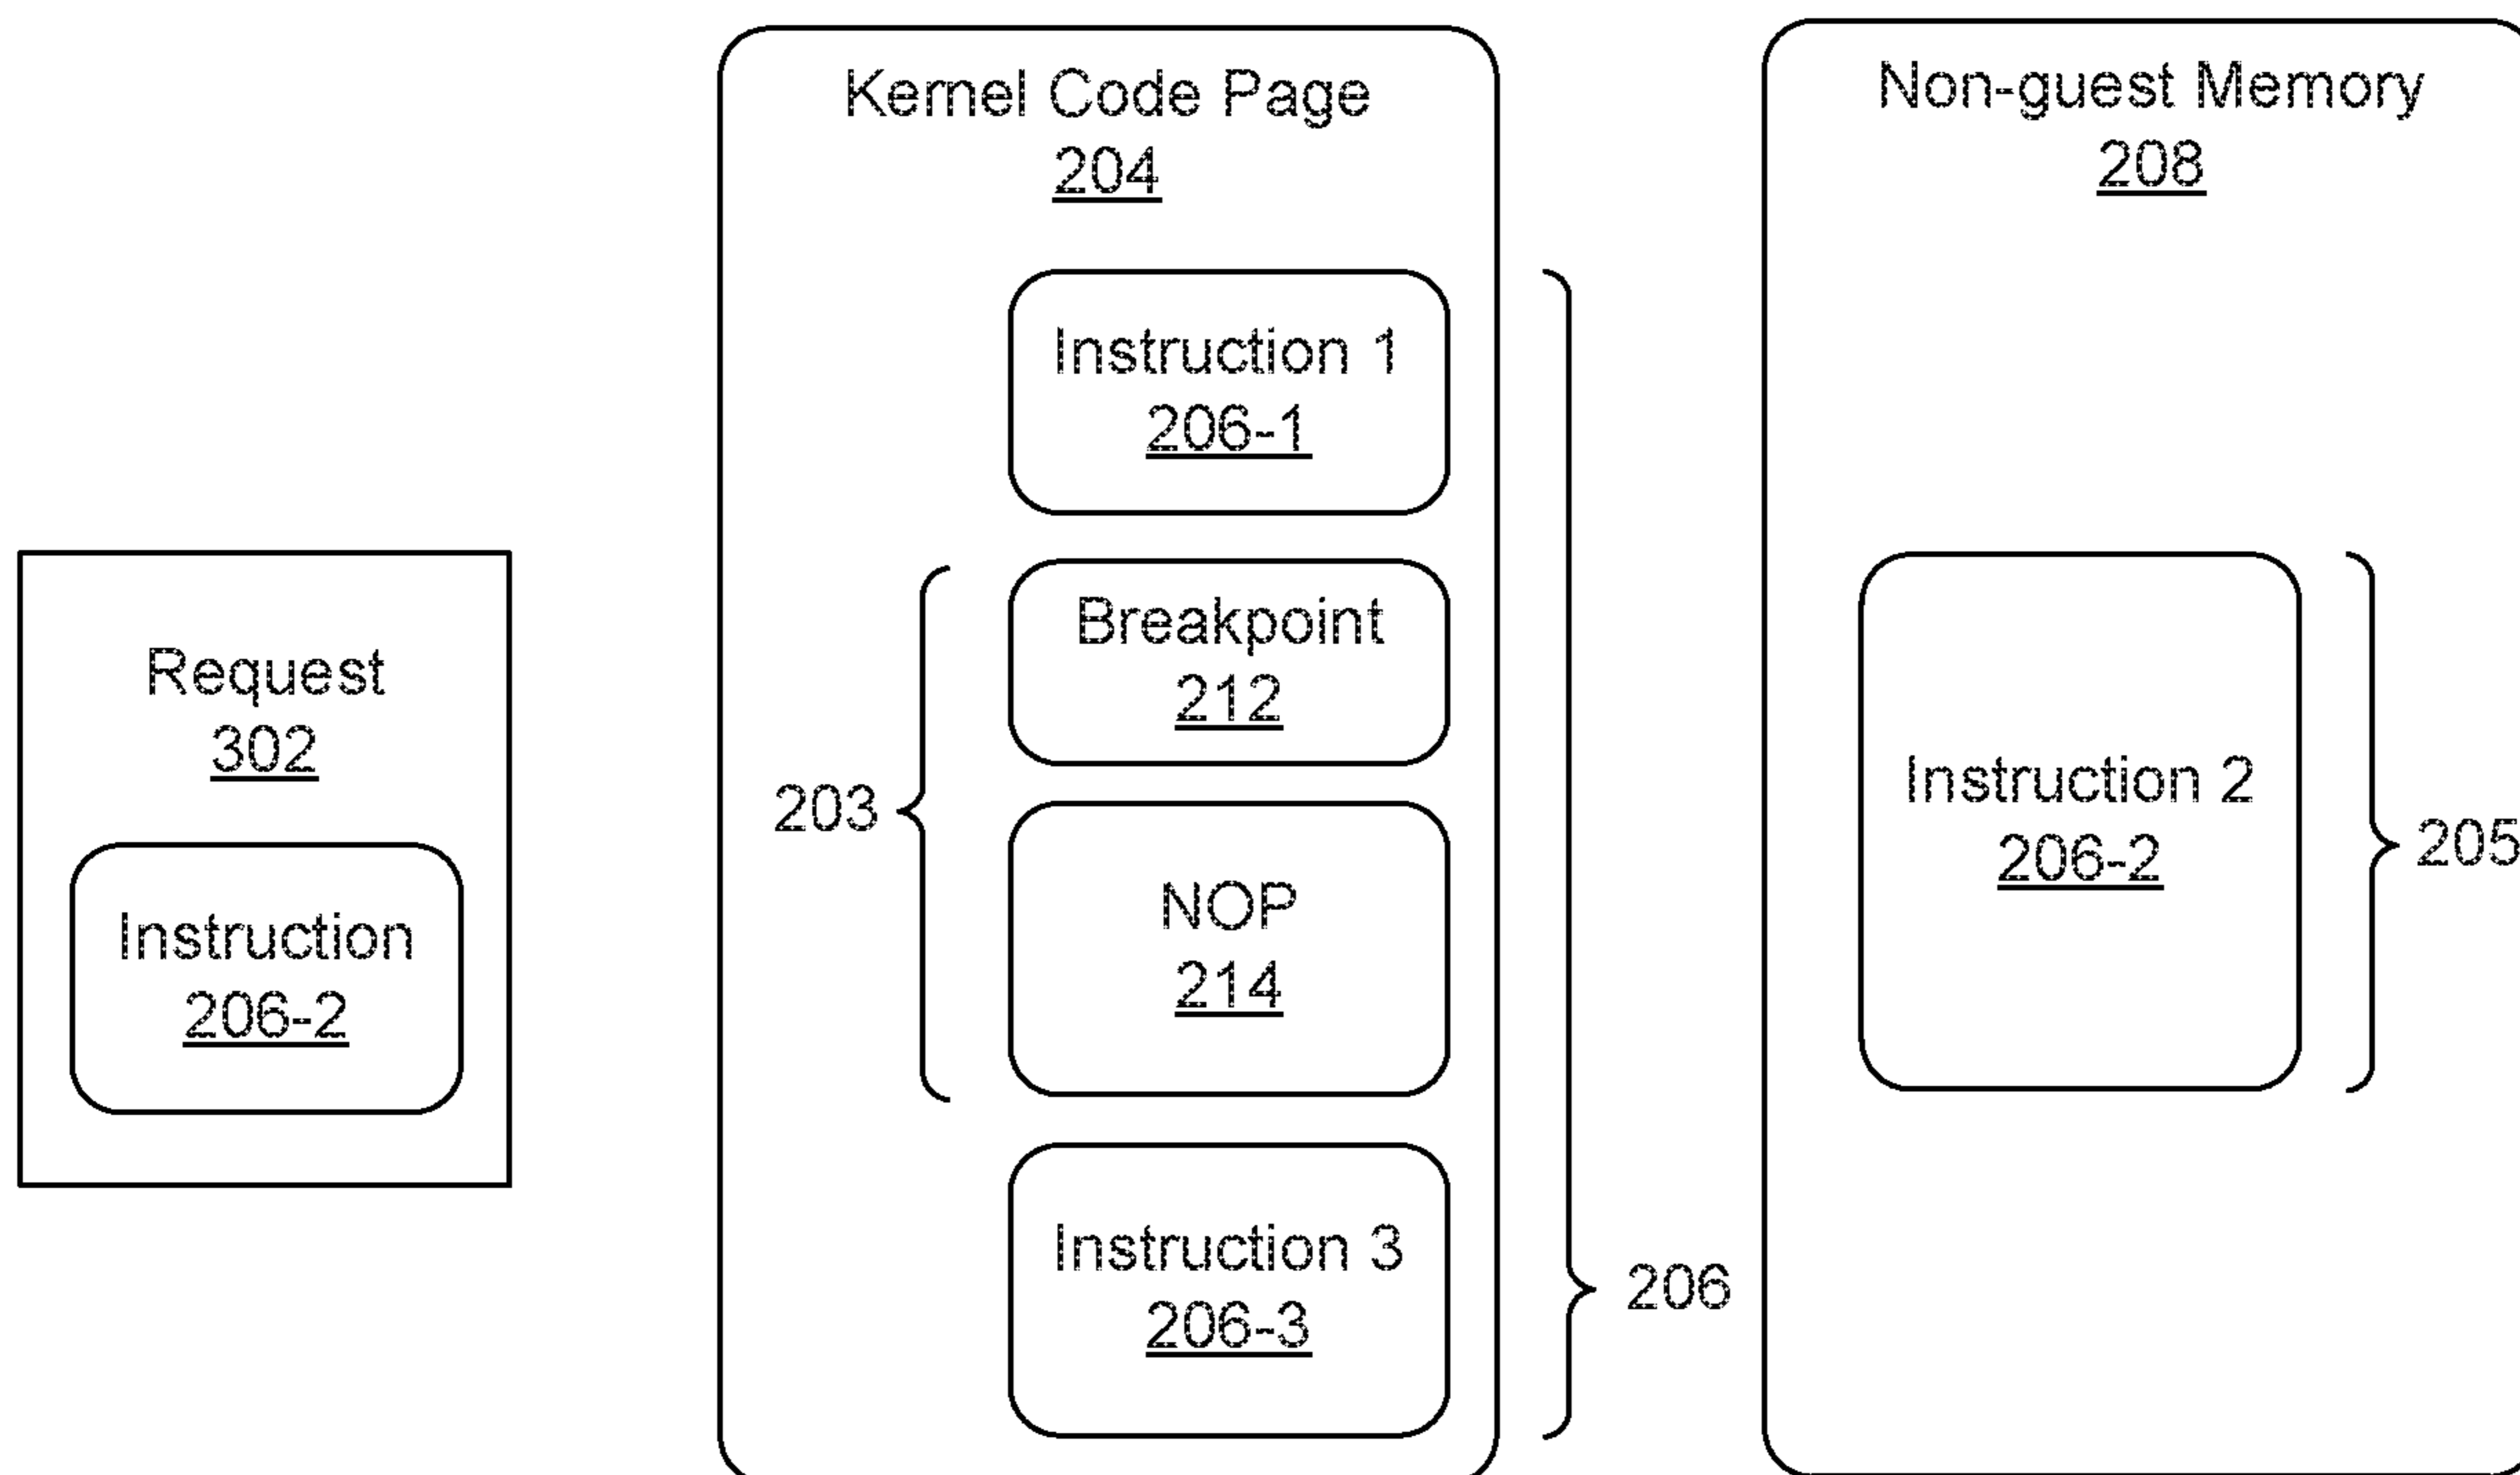 Request
302
Instruction
206-2
Kernel Code Page
204
Instruction 1
206-1
Breakpoint
212
203
NOP
214
Instruction 3
206-3
206
Non-guest Memory
208
Instruction 2
206-2
205